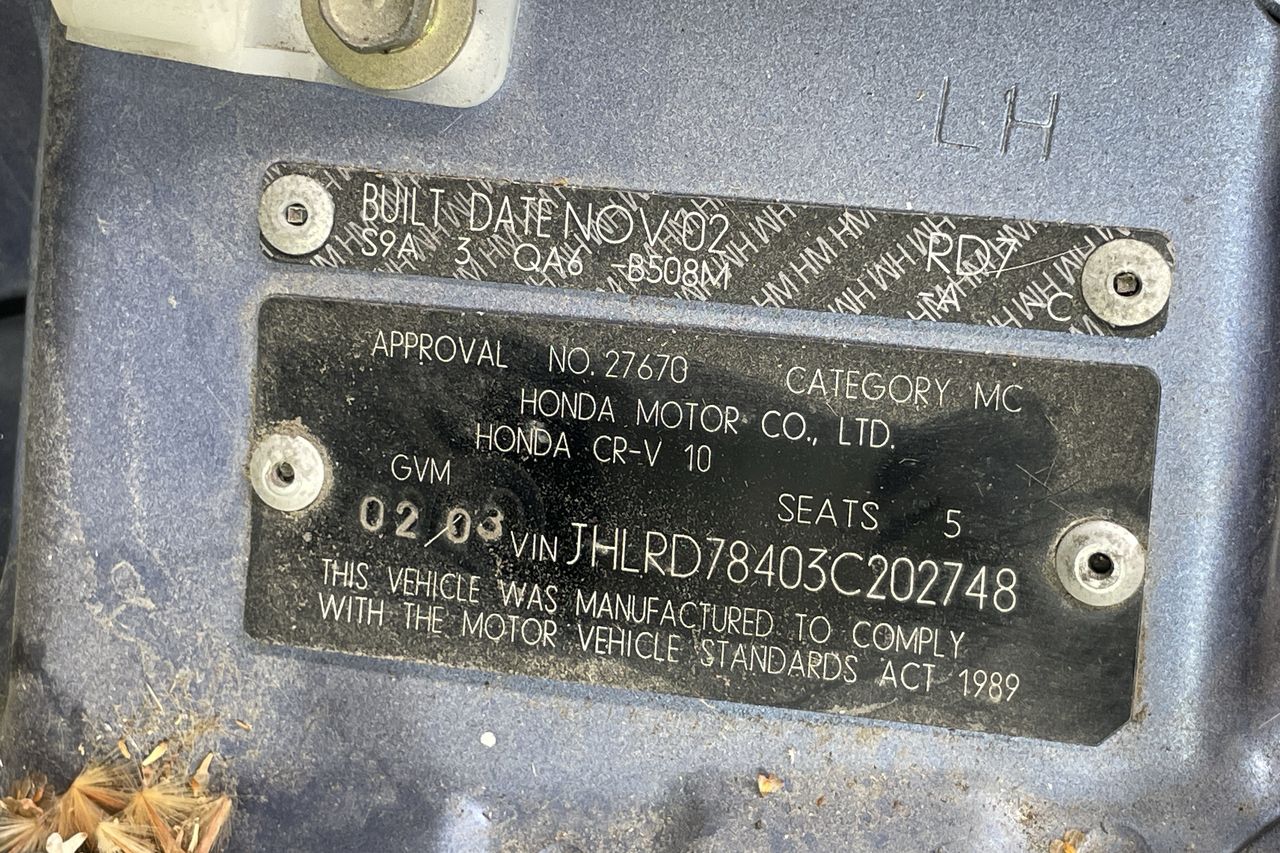 LH
BUILT DATE NOV 02 RD7
S9A 3 QA6 -B508M 4 C
APPROVAL NO. 27670 CATEGORY MC
HONDA MOTOR CO., LTD.
HONDA CR-V 10
GVM SEATS 5
02/03 VIN JHLRD78403C202748
THIS VEHICLE WAS MANUFACTURED TO COMPLY
WITH THE MOTOR VEHICLE STANDARDS ACT 1989